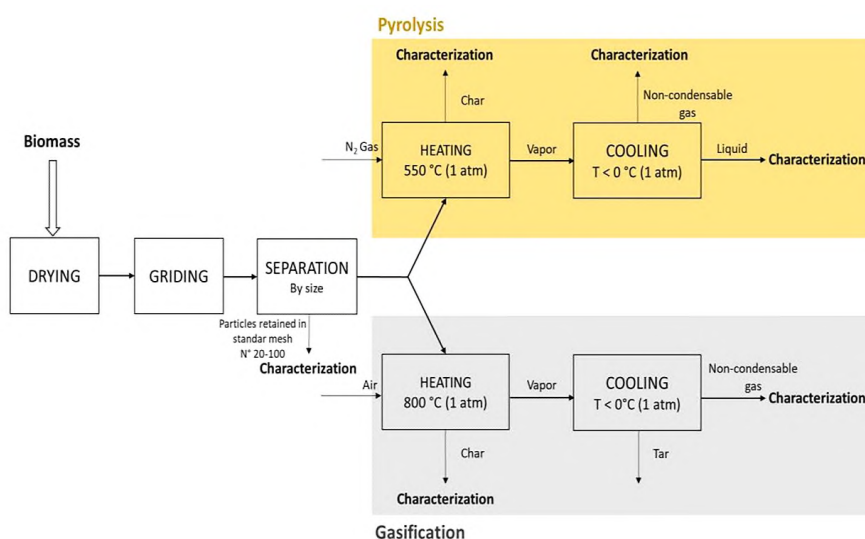 Pyrolysis
Characterization
Characterization
Char
Non-condensable
gas
Biomass
N₂ Gas
HEATING
550 °C (1 atm)
Vapor
COOLING
T < 0 °C (1 atm)
Liquid
Characterization
DRYING
GRIDING
SEPARATION
By size
Particles retained in
standar mesh
N° 20-100
Characterization
Air
HEATING
800 °C (1 atm)
Vapor
COOLING
T < 0°C (1 atm)
Non-condensable
gas
Characterization
Char
Tar
Characterization
Gasification